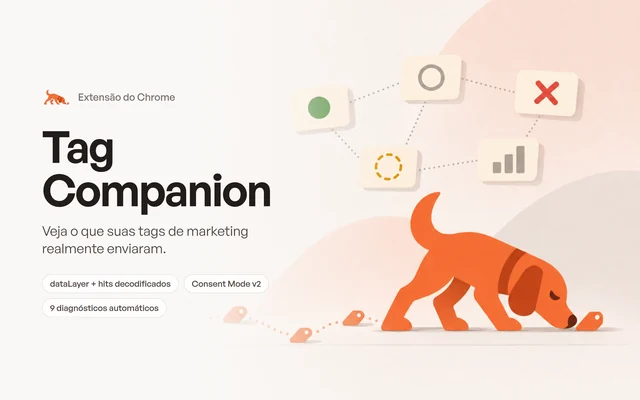 Extensão do Chrome
Tag
Companion
Veja o que suas tags de marketing
realmente enviaram.
dataLayer + hits decodificados
Consent Mode v2
9 diagnósticos automáticos